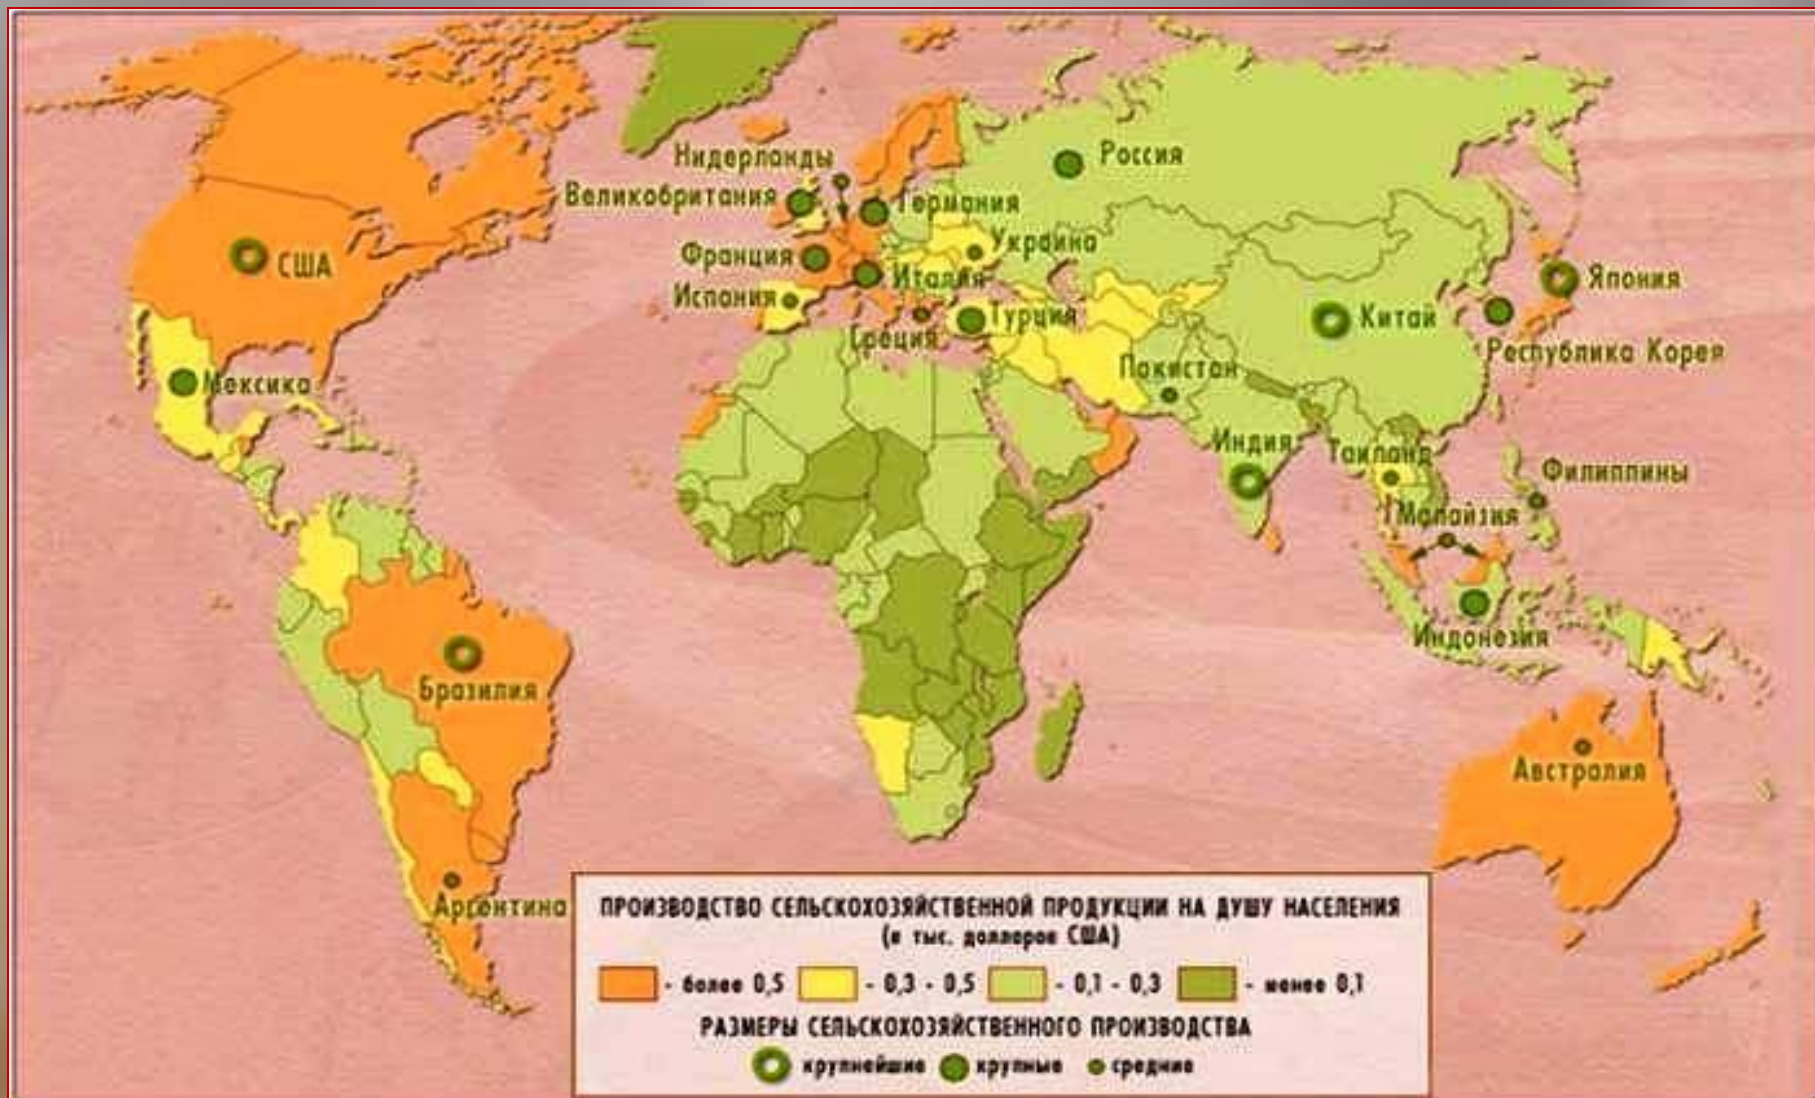 Россия
Нидерланды
Великобритания
Германия
Украина
США
Франция
Италия
Япония
Испания
Турция
Китай
Греция
Республика Корея
Пакистан
Мексика
Индия
Таиланд
Филиппины
Малайзия
Индонезия
Бразилия
Австралия
Аргентина
ПРОИЗВОДСТВО СЕЛЬСКОХОЗЯЙСТВЕННОЙ ПРОДУКЦИИ НА ДУШУ НАСЕЛЕНИЯ
(в тыс. долларов США)
- более 0,5 - 0,3 - 0,5 - 0,1 - 0,3 - менее 0,1
РАЗМЕРЫ СЕЛЬСКОХОЗЯЙСТВЕННОГО ПРОИЗВОДСТВА
крупнейшие крупные средние